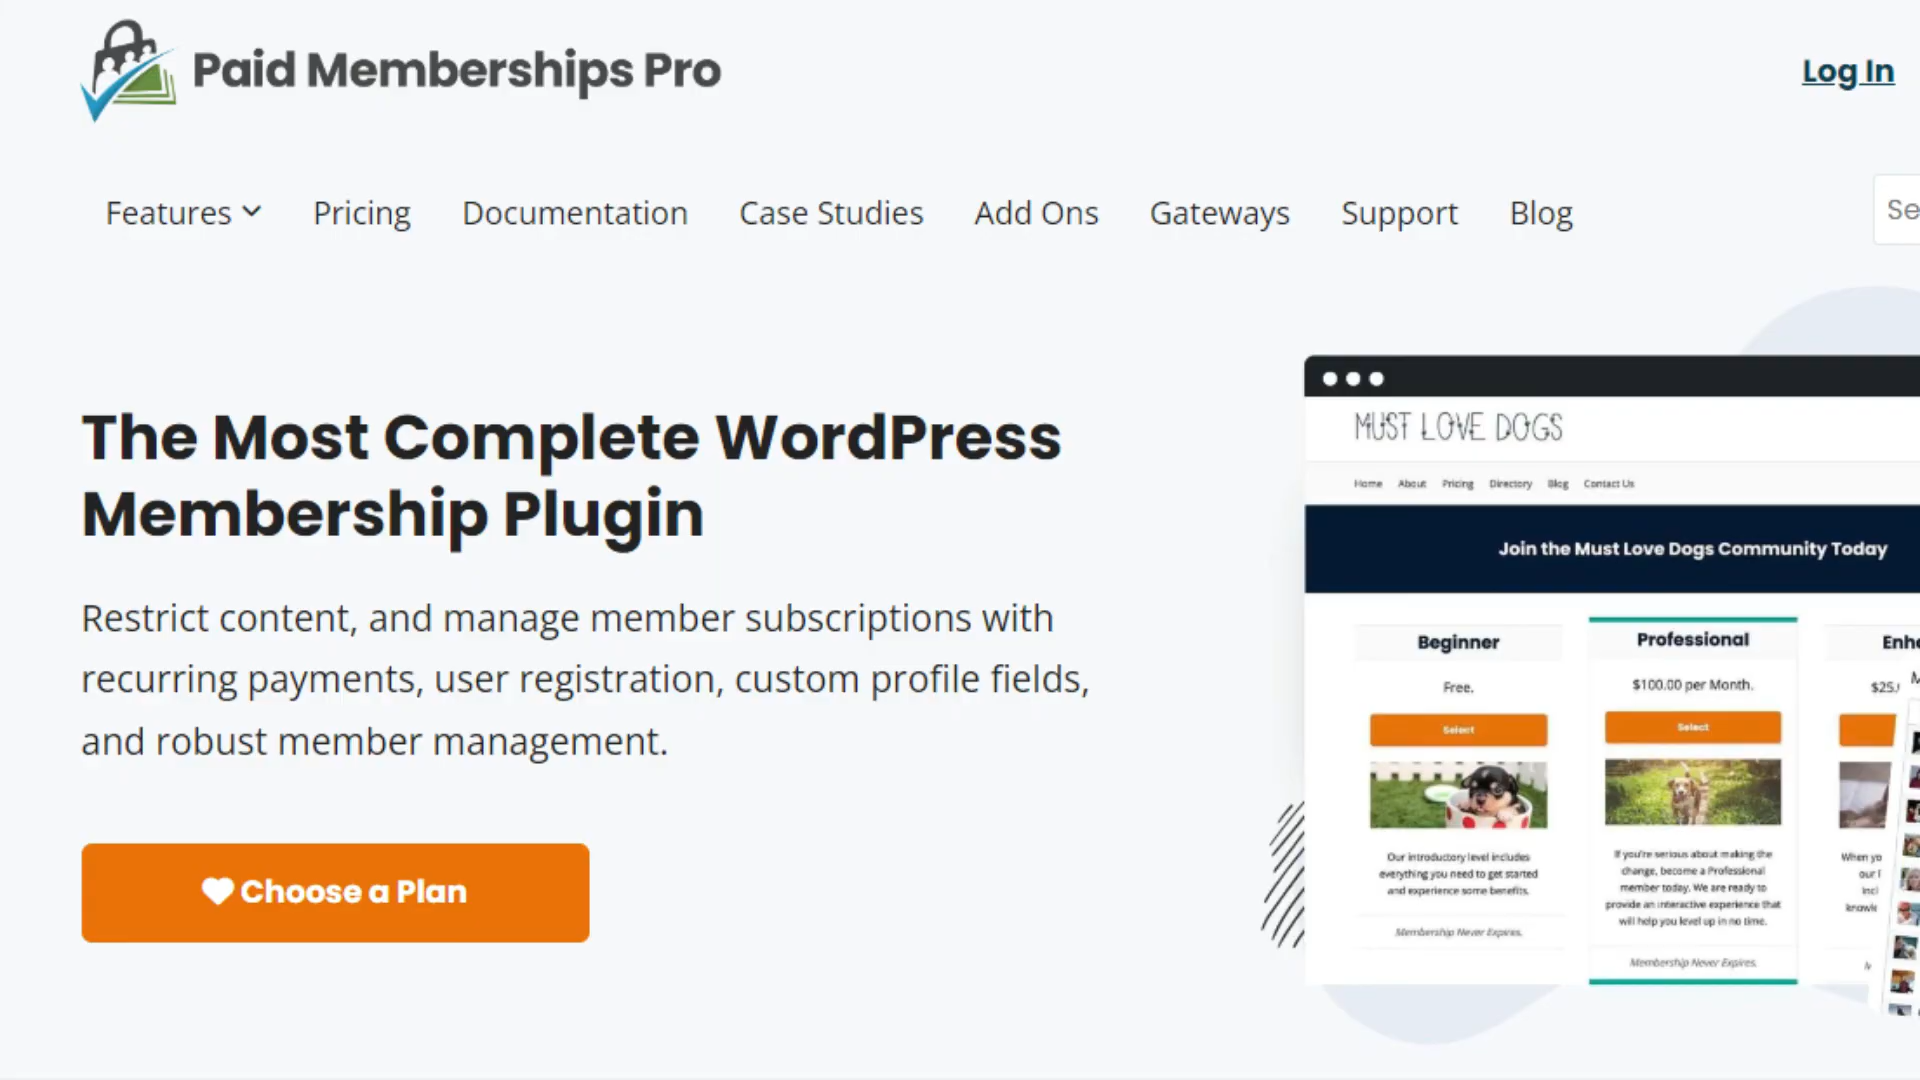 Paid Memberships Pro
Log In
Features
Pricing
Documentation
Case Studies
Add Ons
Gateways
Support
Blog
Se
The Most Complete WordPress
Membership Plugin
Restrict content, and manage member subscriptions with
recurring payments, user registration, custom profile fields,
and robust member management.
Choose a Plan
MUST LOVE DOGS
Home About Pricing Directory Blog Contact Us
Join the Must Love Dogs Community Today
Beginner
Free.
Select
Our introductory level includes
everything you need to get started
and experience some benefits.
Membership Never Expires.
Professional
$100.00 per Month.
Select
If you're serious about making the
change, become a Professional
member today. We are ready to
provide an interactive experience that
will help you level up in no time.
Membership Never Expires.
Enh
$25.
When yo
our